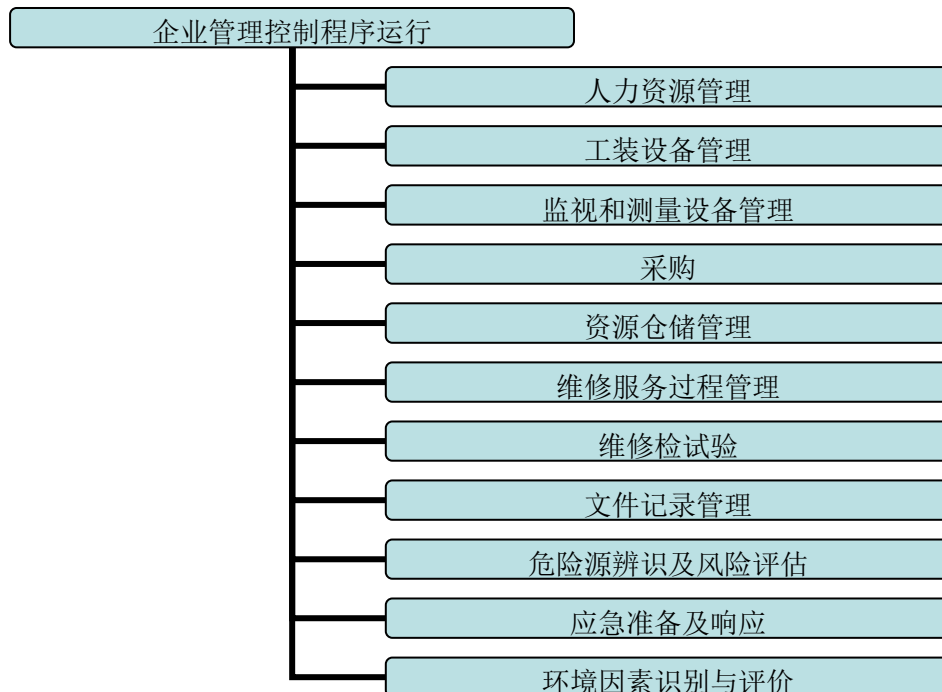 企业管理控制程序运行
人力资源管理
工装设备管理
监视和测量设备管理
采购
资源仓储管理
维修服务过程管理
维修检试验
文件记录管理
危险源辨识及风险评估
应急准备及响应
环境因素识别与评价